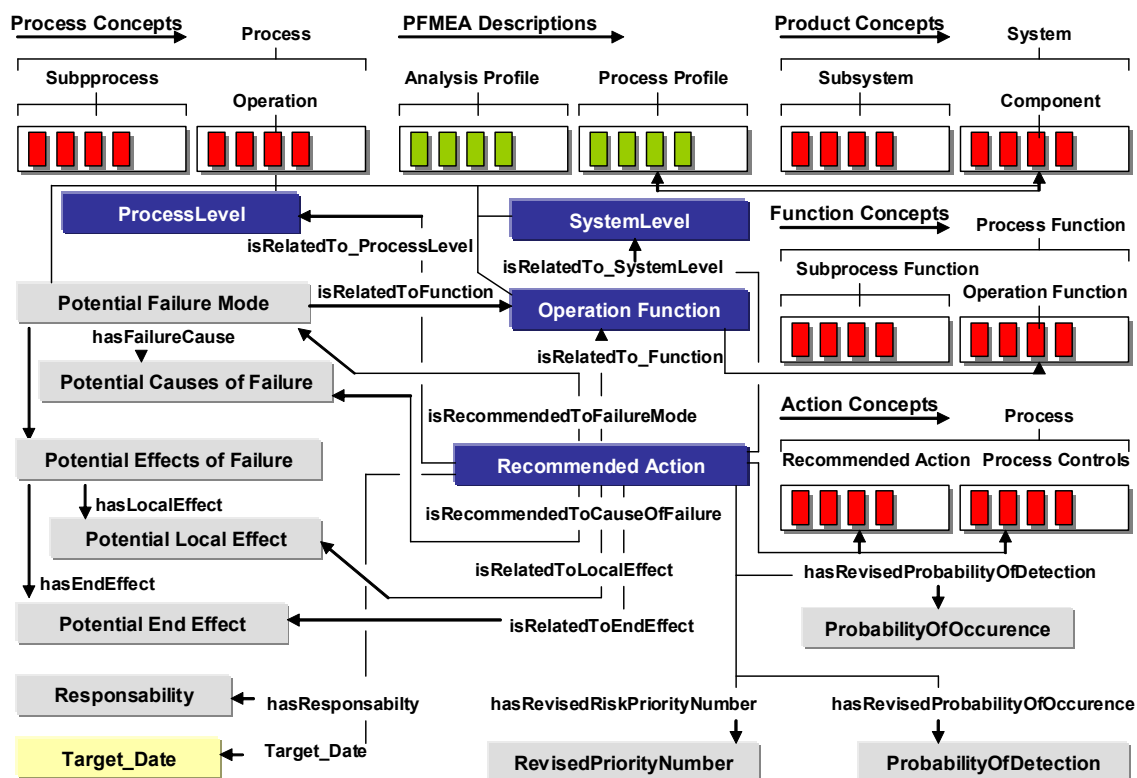 Process Concepts
PFMEA Descriptions
Product Concepts
Process
System
Subpprocess
Analysis Profile
Process Profile
Subsystem
Operation
Component
ProcessLevel
SystemLevel
Function Concepts
Process Function
isRelatedTo_ProcessLevel
isRelatedTo_SystemLevel
Subprocess Function
Potential Failure Mode
isRelatedToFunction
Operation Function
Operation Function
hasFailureCause
isRelatedTo_Function
Potential Causes of Failure
Action Concepts
isRecommendedToFailureMode
Process
Potential Effects of Failure
Recommended Action
Recommended Action
Process Controls
hasLocalEffect
isRecommendedToCauseOfFailure
Potential Local Effect
isRelatedToLocalEffect
hasRevisedProbabilityOfDetection
hasEndEffect
Potential End Effect
isRelatedToEndEffect
ProbabilityOfOccurence
Responsability
hasResponsabilty
hasRevisedRiskPriorityNumber
hasRevisedProbabilityOfOccurence
Target_Date
Target_Date
RevisedPriorityNumber
ProbabilityOfDetection